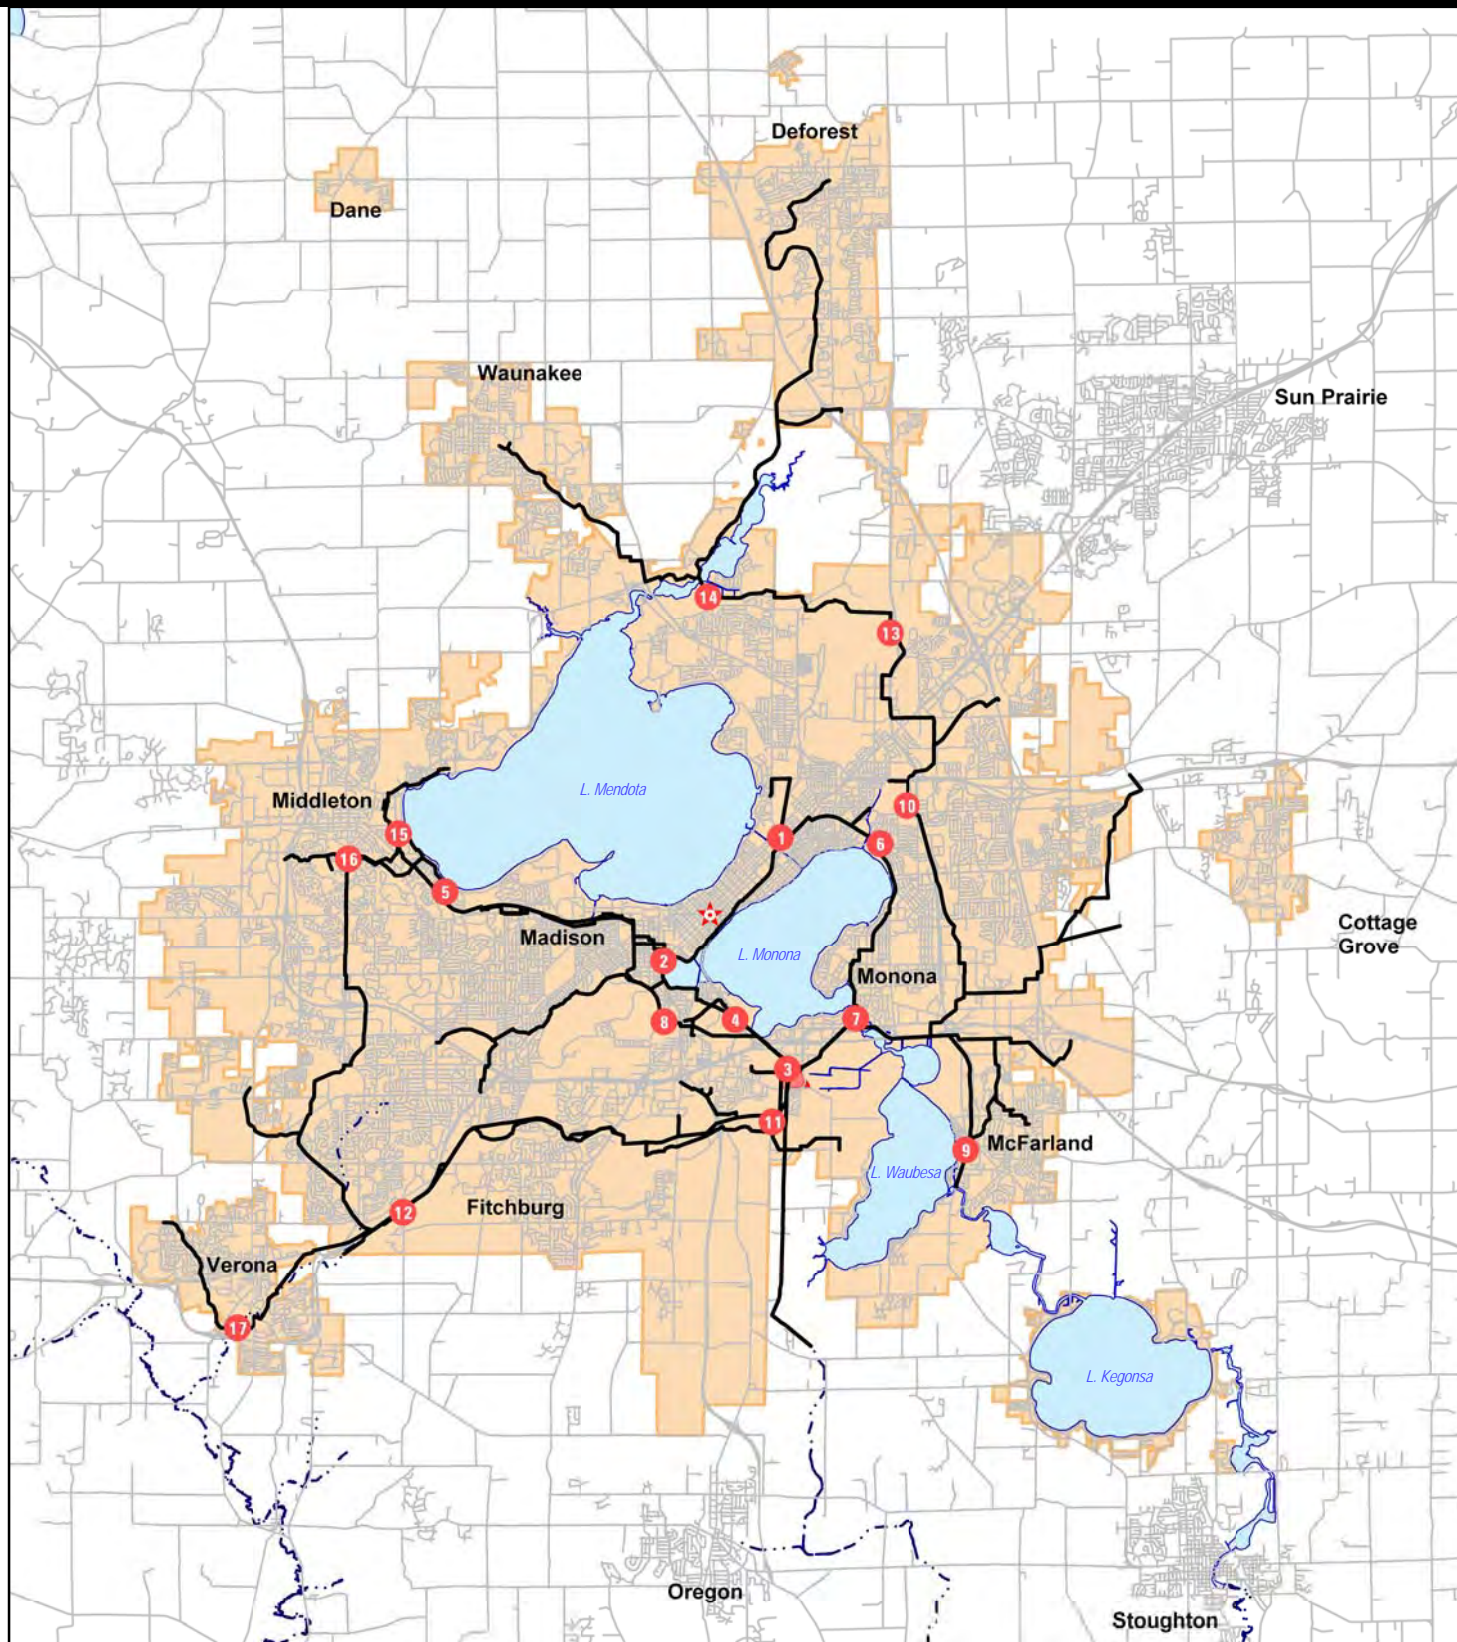 Deforest
Dane
Waunakee
Sun Prairie
14
13
L. Mendota
Middleton
10
15
1
6
16
5
Cottage
Grove
Madison
L. Monona
2
Monona
8
4
7
3
11
McFarland
9
L. Waubesa
12
Fitchburg
Verona
17
L. Kegonsa
Oregon
Stoughton